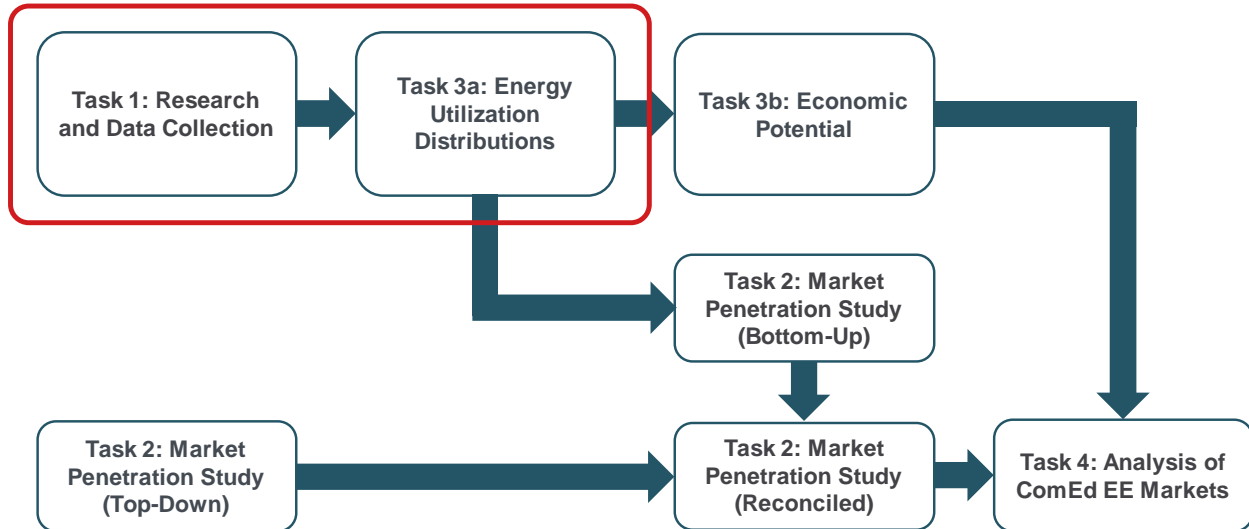 Task 1: Research
and Data Collection
Task 3a: Energy
Utilization
Distributions
Task 3b: Economic
Potential
Task 2: Market
Penetration Study
(Bottom-Up)
Task 2: Market
Penetration Study
(Top-Down)
Task 2: Market
Penetration Study
(Reconciled)
Task 4: Analysis of
ComEd EE Markets